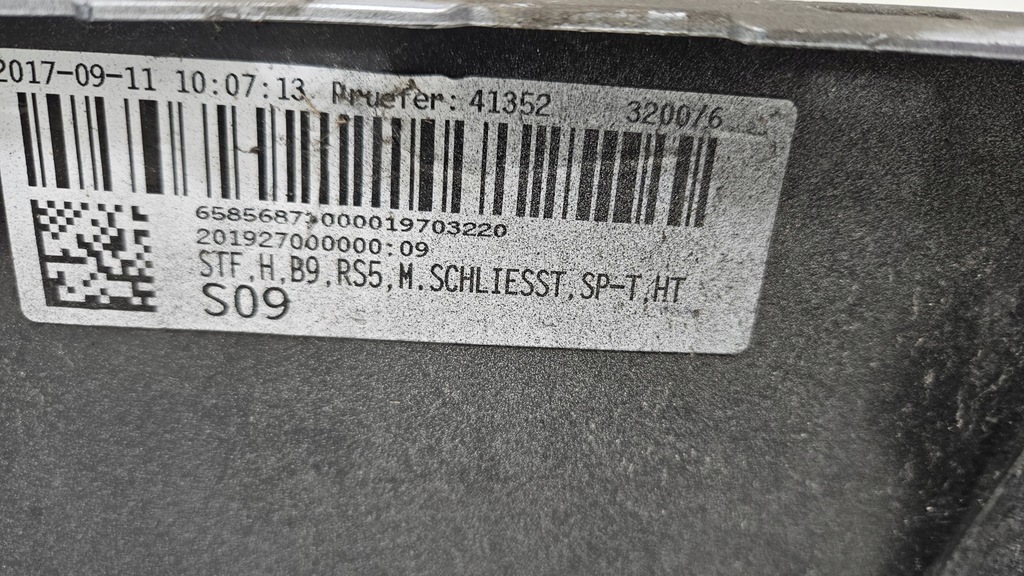 2017-09-11 10:07:13 Pruefer: 41352 3200/6
6585687 000019703220
201927000000:09
STF,H,B9,RS5,M.SCHLIESST,SP-T,HT
S09